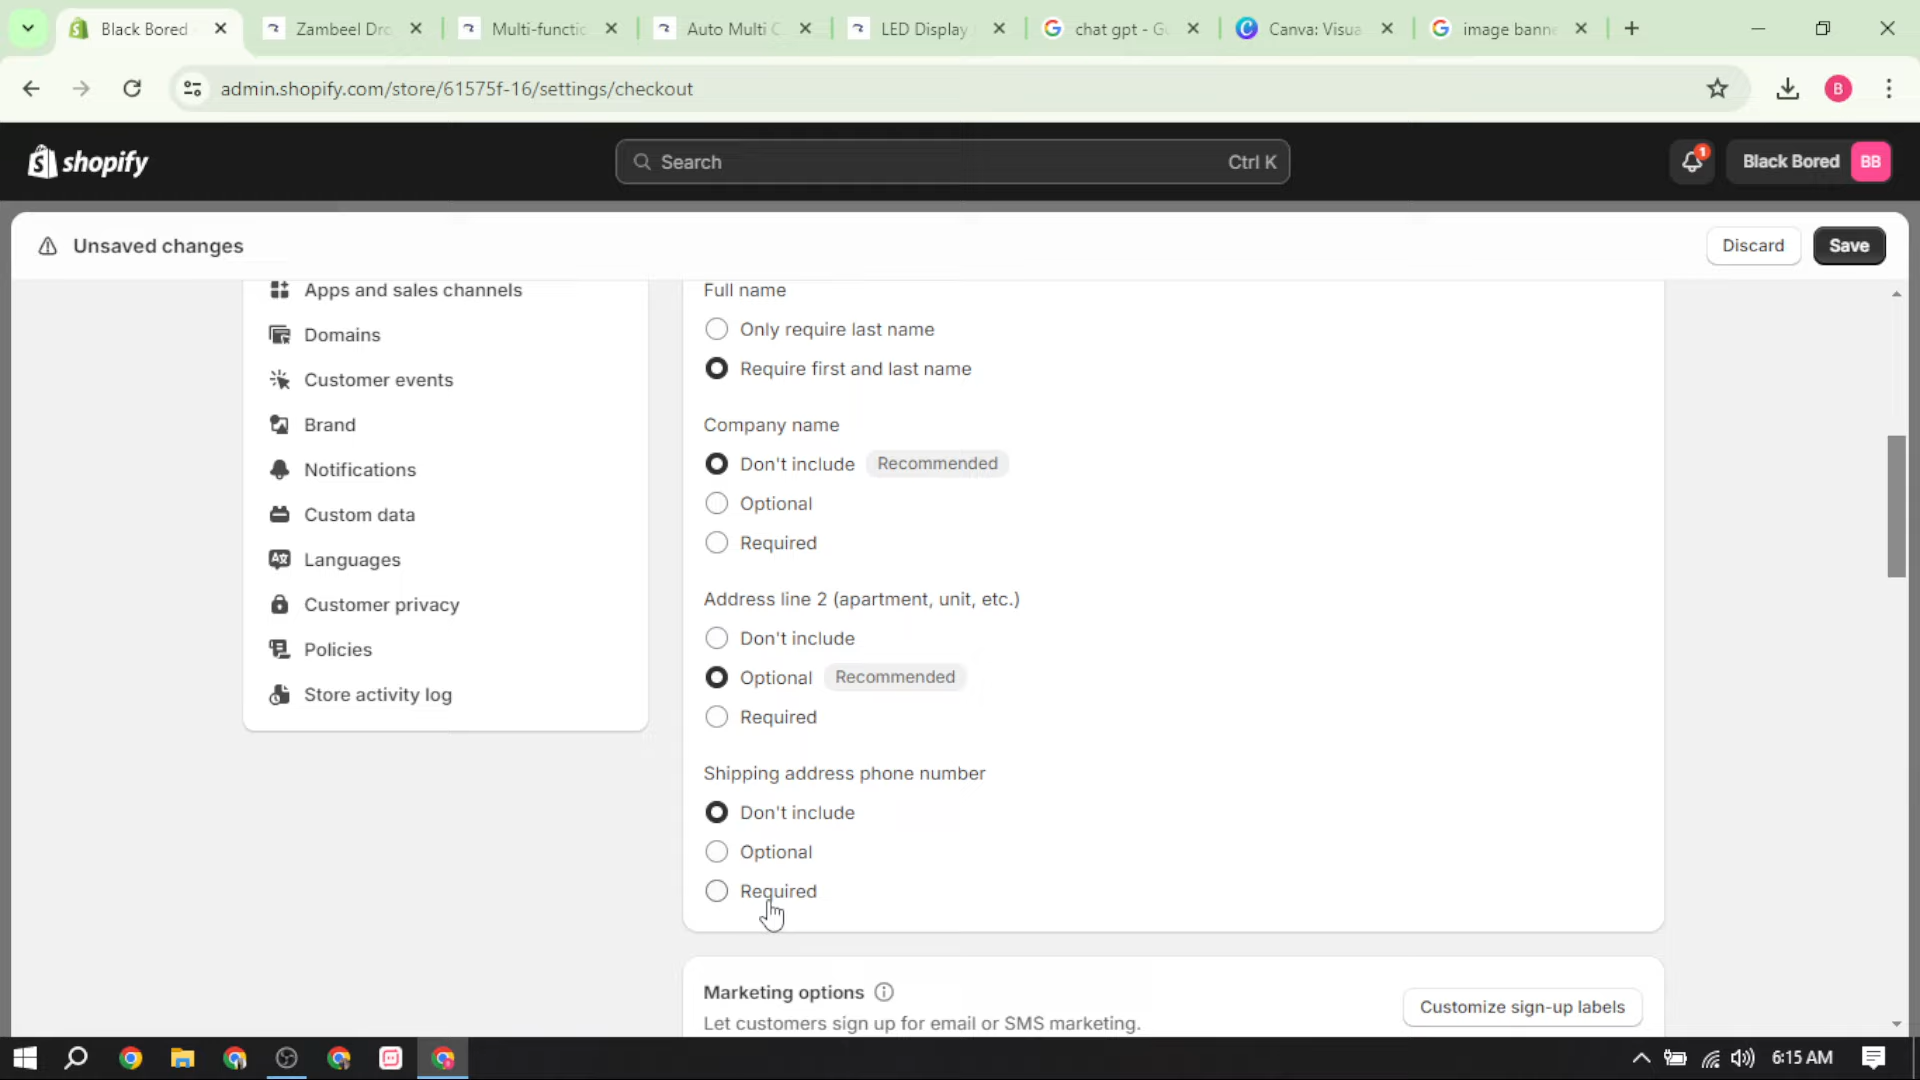 Black Bored
Zambeel Dro
Multi-functio
Auto Multi C
LED Display
chat gpt - G
Canva: Visua
image banne
admin.shopify.com/store/61575f-16/settings/checkout
B
shopify
Search
Ctrl K
1
Black Bored
BB
Unsaved changes
Discard
Save
Apps and sales channels
Domains
Customer events
Brand
Notifications
Custom data
Languages
Customer privacy
Policies
Store activity log
Full name
Only require last name
Require first and last name
Company name
Don't include
Recommended
Optional
Required
Address line 2 (apartment, unit, etc.)
Don't include
Optional
Recommended
Required
Shipping address phone number
Don't include
Optional
Required
Marketing options
Let customers sign up for email or SMS marketing.
Customize sign-up labels
6:15 AM